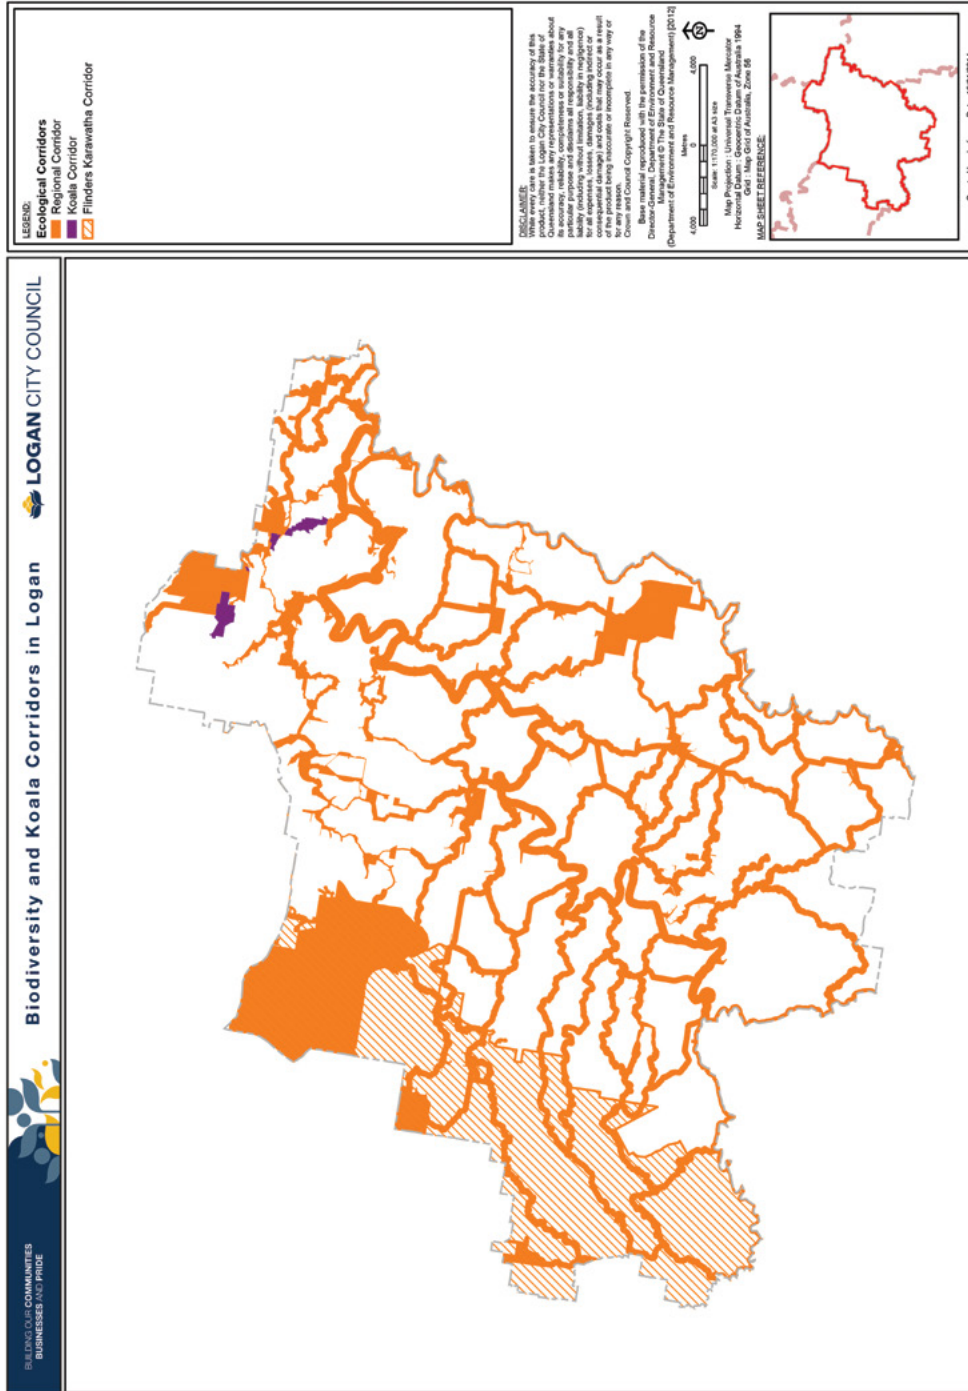 BUILDING OUR COMMUNITIES
BUSINESSES AND PRIDE
Biodiversity and Koala Corridors in Logan
LOGAN CITY COUNCIL
LEGEND:
Ecological Corridors
Regional Corridor
Koala Corridor
Flinders Karawatha Corridor
DISCLAIMER:
While every care is taken to ensure the accuracy of this
product, neither the Logan City Council nor the State of
Queensland makes any representations or warranties about
its accuracy, reliability, completeness or suitability for any
particular purpose and disclaims all responsibility and all
liability (including without limitation, liability in negligence)
for all expenses, losses, damages (including indirect or
consequential damage) and costs that may occur as a result
of the product being inaccurate or incomplete in any way or
for any reason.
Crown and Council Copyright Reserved.
Base material reproduced with the permission of the
Director-General, Department of Environment and Resource
Management © The State of Queensland
(Department of Environment and Resource Management) [2012]
Metres
4,000 0 4,000
N
Scale: 1:170,000 at A3 size
Map Projection : Universal Transverse Mercator
Horizontal Datum : Geocentric Datum of Australia 1994
Grid : Map Grid of Australia, Zone 56
MAP SHEET REFERENCE: